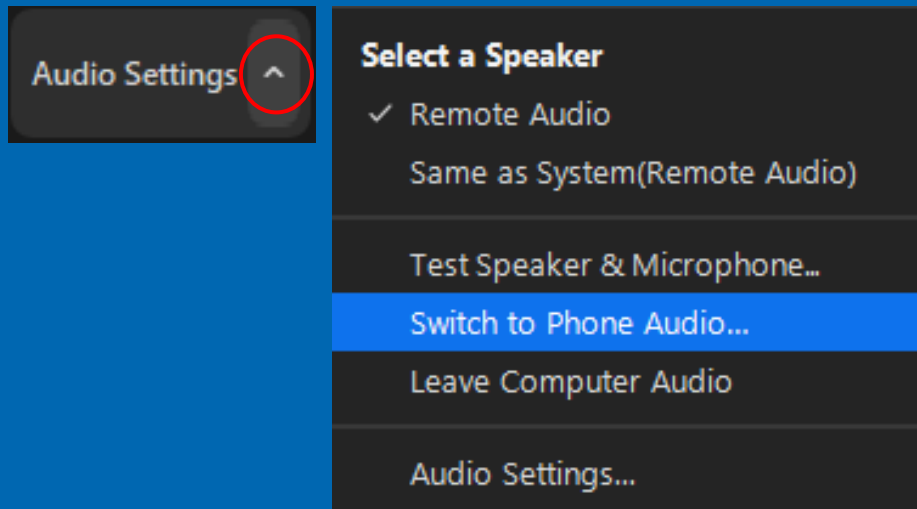 Audio Settings
Select a Speaker
Remote Audio
Same as System(Remote Audio)
Test Speaker & Microphone...
Switch to Phone Audio...
Leave Computer Audio
Audio Settings...